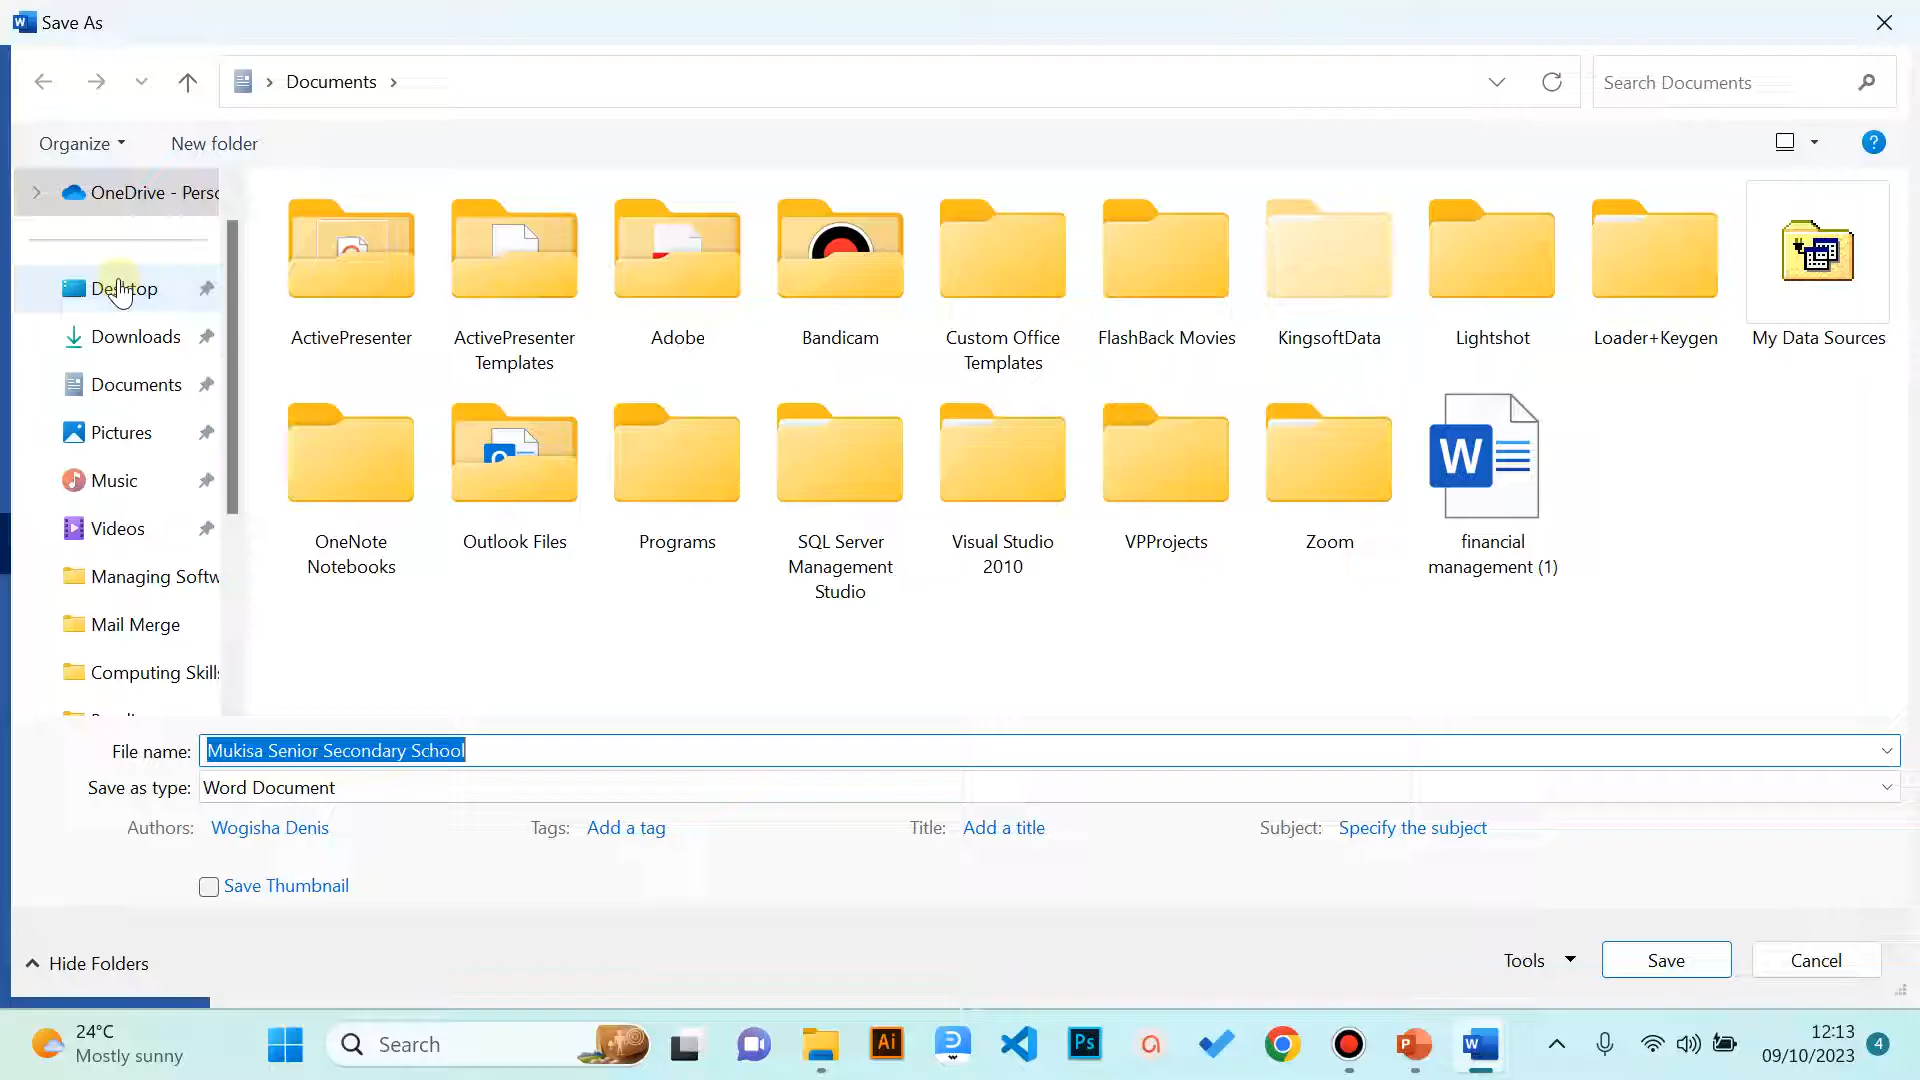 Save As
Documents
Search Documents
Organize
New folder
OneDrive - Perso
Desktop
Downloads
Documents
Pictures
Music
Videos
Managing Softw
Mail Merge
Computing Skills
ActivePresenter
ActivePresenter
Templates
Adobe
Bandicam
Custom Office
Templates
FlashBack Movies
KingsoftData
Lightshot
Loader+Keygen
My Data Sources
OneNote
Notebooks
Outlook Files
Programs
SQL Server
Management
Studio
Visual Studio
2010
VPProjects
Zoom
financial
management (1)
File name: Mukisa Senior Secondary School
Save as type: Word Document
Authors: Wogisha Denis Tags: Add a tag Title: Add a title Subject: Specify the subject
Save Thumbnail
Hide Folders
Tools
Save
Cancel
24°C
Mostly sunny
Search
12:13
09/10/2023
4